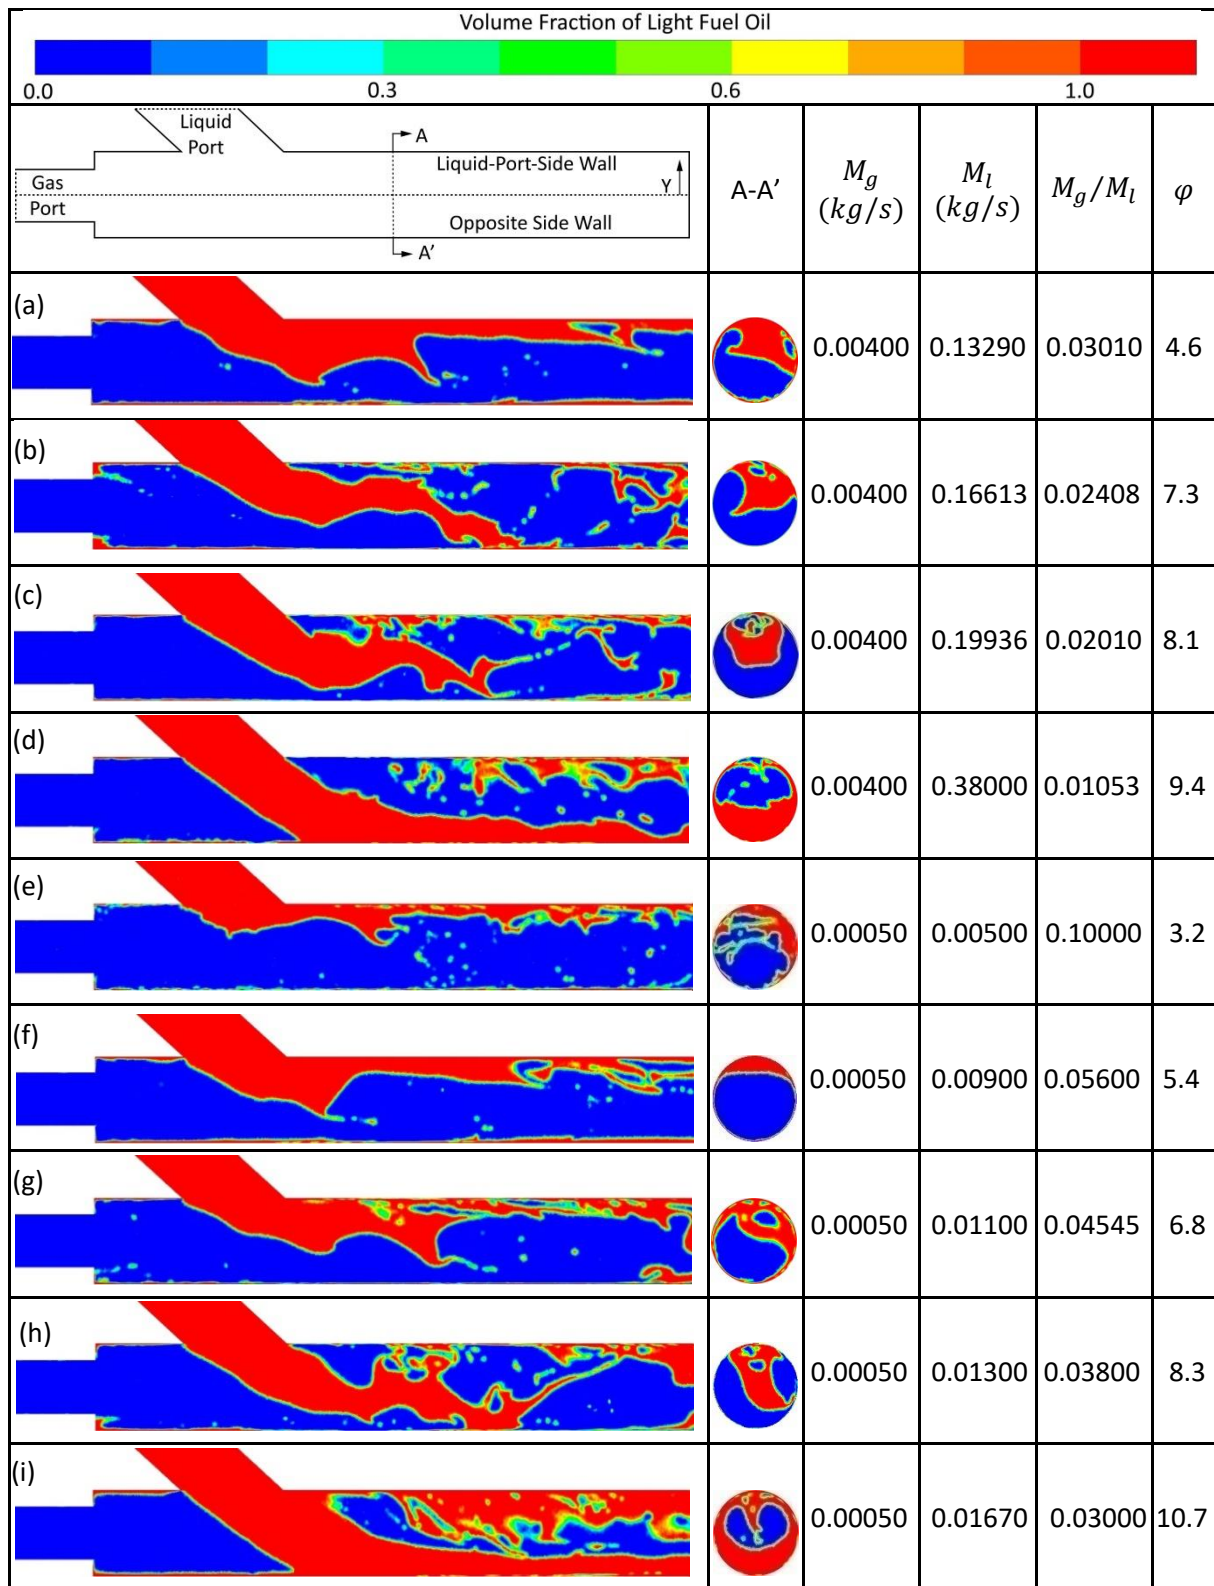 Volume Fraction of Light Fuel Oil
0.0 0.3 0.6 1.0
Liquid
Port
A
Liquid-Port-Side Wall
Gas
Port
Y
Opposite Side Wall
A'
A-A’ M_g (kg/s) M_l (kg/s) M_g/M_l φ
(a) 0.00400 0.13290 0.03010 4.6
(b) 0.00400 0.16613 0.02408 7.3
(c) 0.00400 0.19936 0.02010 8.1
(d) 0.00400 0.38000 0.01053 9.4
(e) 0.00050 0.00500 0.10000 3.2
(f) 0.00050 0.00900 0.05600 5.4
(g) 0.00050 0.01100 0.04545 6.8
(h) 0.00050 0.01300 0.03800 8.3
(i) 0.00050 0.01670 0.03000 10.7